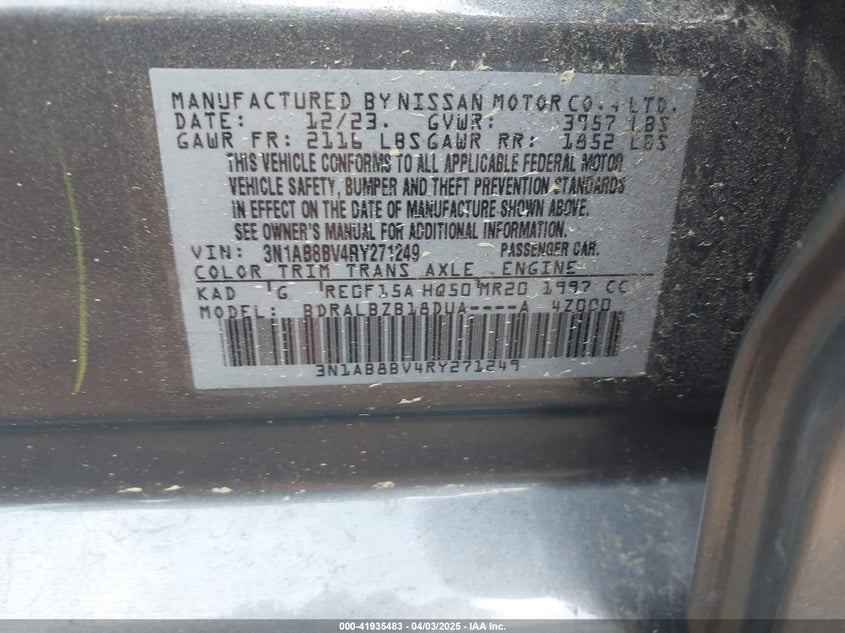 MANUFACTURED BY NISSAN MOTOR CO., LTD.
DATE: 12/23. GVWR: 3957 LBS
GAWR FR: 2116 LBS GAWR RR: 1852 LBS
THIS VEHICLE CONFORMS TO ALL APPLICABLE FEDERAL MOTOR
VEHICLE SAFETY, BUMPER AND THEFT PREVENTION STANDARDS
IN EFFECT ON THE DATE OF MANUFACTURE SHOWN ABOVE.
SEE OWNER'S MANUAL FOR ADDITIONAL INFORMATION
VIN: 3N1AB8BV4RY271249 PASSENGER CAR.
COLOR TRIM TRANS AXLE ENGINE
KAD G RE0F15A HQ50 MR20 1997 CC
MODEL: BDRALBZB18DUA----A 4Z000
3N1AB8BV4RY271249
000-41935483 - 04/03/2025 - IAA Inc.